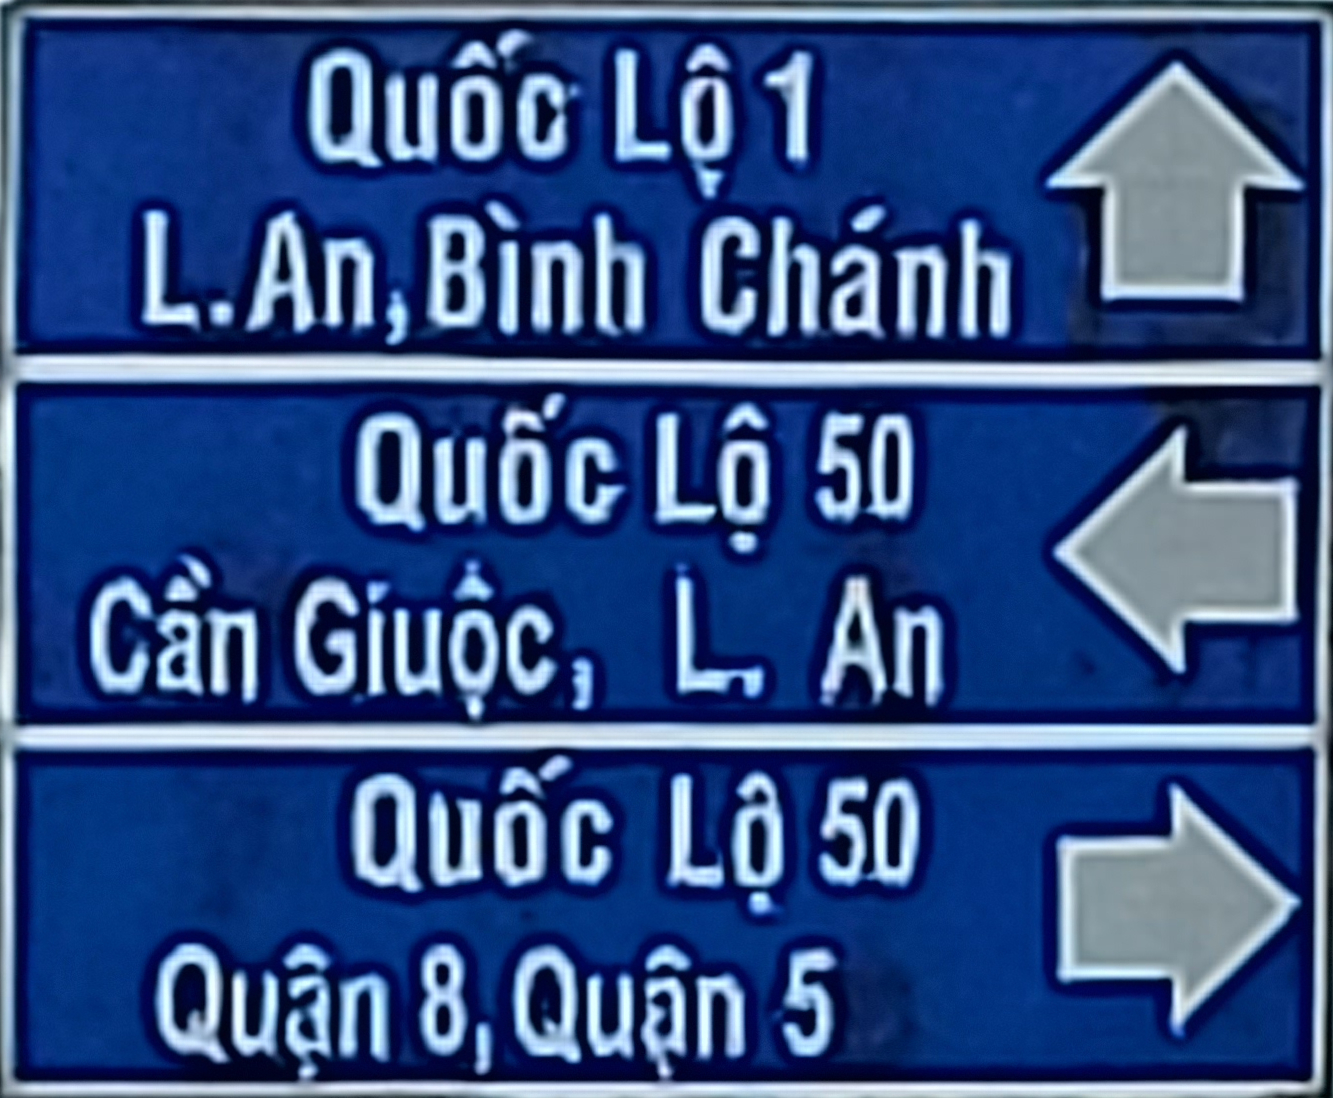 Quốc Lộ 1
L.An, Bình Chánh
Quốc Lộ 50
Cần Giuộc, L. An
Quốc Lộ 50
Quận 8, Quận 5